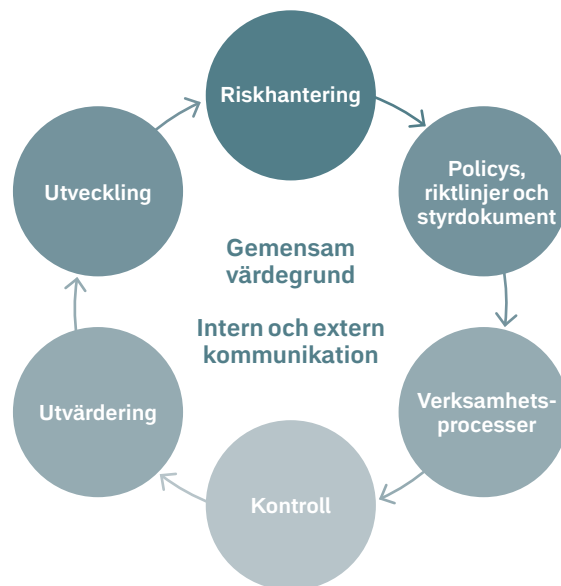 Riskhantering
Policys,
riktlinjer och
styrdokument
Verksamhets-
processer
Kontroll
Utvärdering
Utveckling
Gemensam
värdegrund
Intern och extern
kommunikation